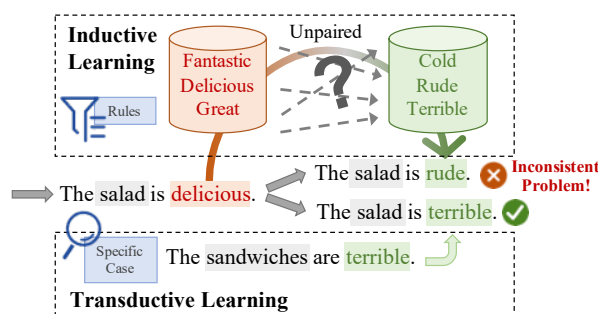 Inductive
Learning
Unpaired
Fantastic
Delicious
Great
?
Cold
Rude
Terrible
Rules
The salad is delicious.
The salad is rude.
Inconsistent
Problem!
The salad is terrible.
Specific
Case
The sandwiches are terrible.
Transductive Learning